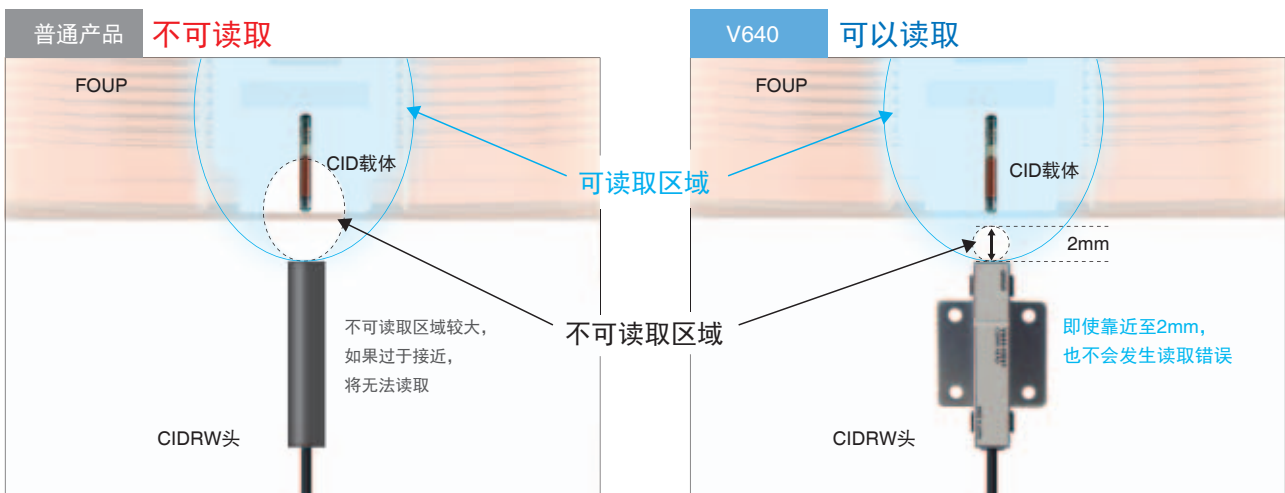 普通产品
不可读取
FOUP
CID载体
不可读取区域较大，
如果过于接近，
将无法读取
CIDRW头
可读取区域
不可读取区域
V640
可以读取
FOUP
CID载体
2mm
即使靠近至2mm，
也不会发生读取错误
CIDRW头